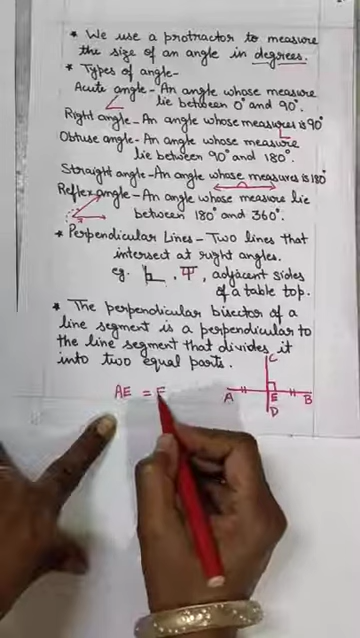 * We use a protractor to measure
the size of an angle in degrees.
* Types of angle-
Acute angle - An angle whose measure
lie between 0° and 90°.
Right angle - An angle whose measures is 90°
Obtuse angle - An angle whose measure
lie between 90° and 180°.
Straight angle - An angle whose measures is 180°
Reflex angle - An angle whose measure lie
between 180° and 360°.
* Perpendicular Lines - Two lines that
intersect at right angles.
eg. , , adjacent sides
of a table top.
* The perpendicular bisector of a
line segment is a perpendicular to
the line segment that divides it
into two equal parts.
C
A E B
D
AE = E